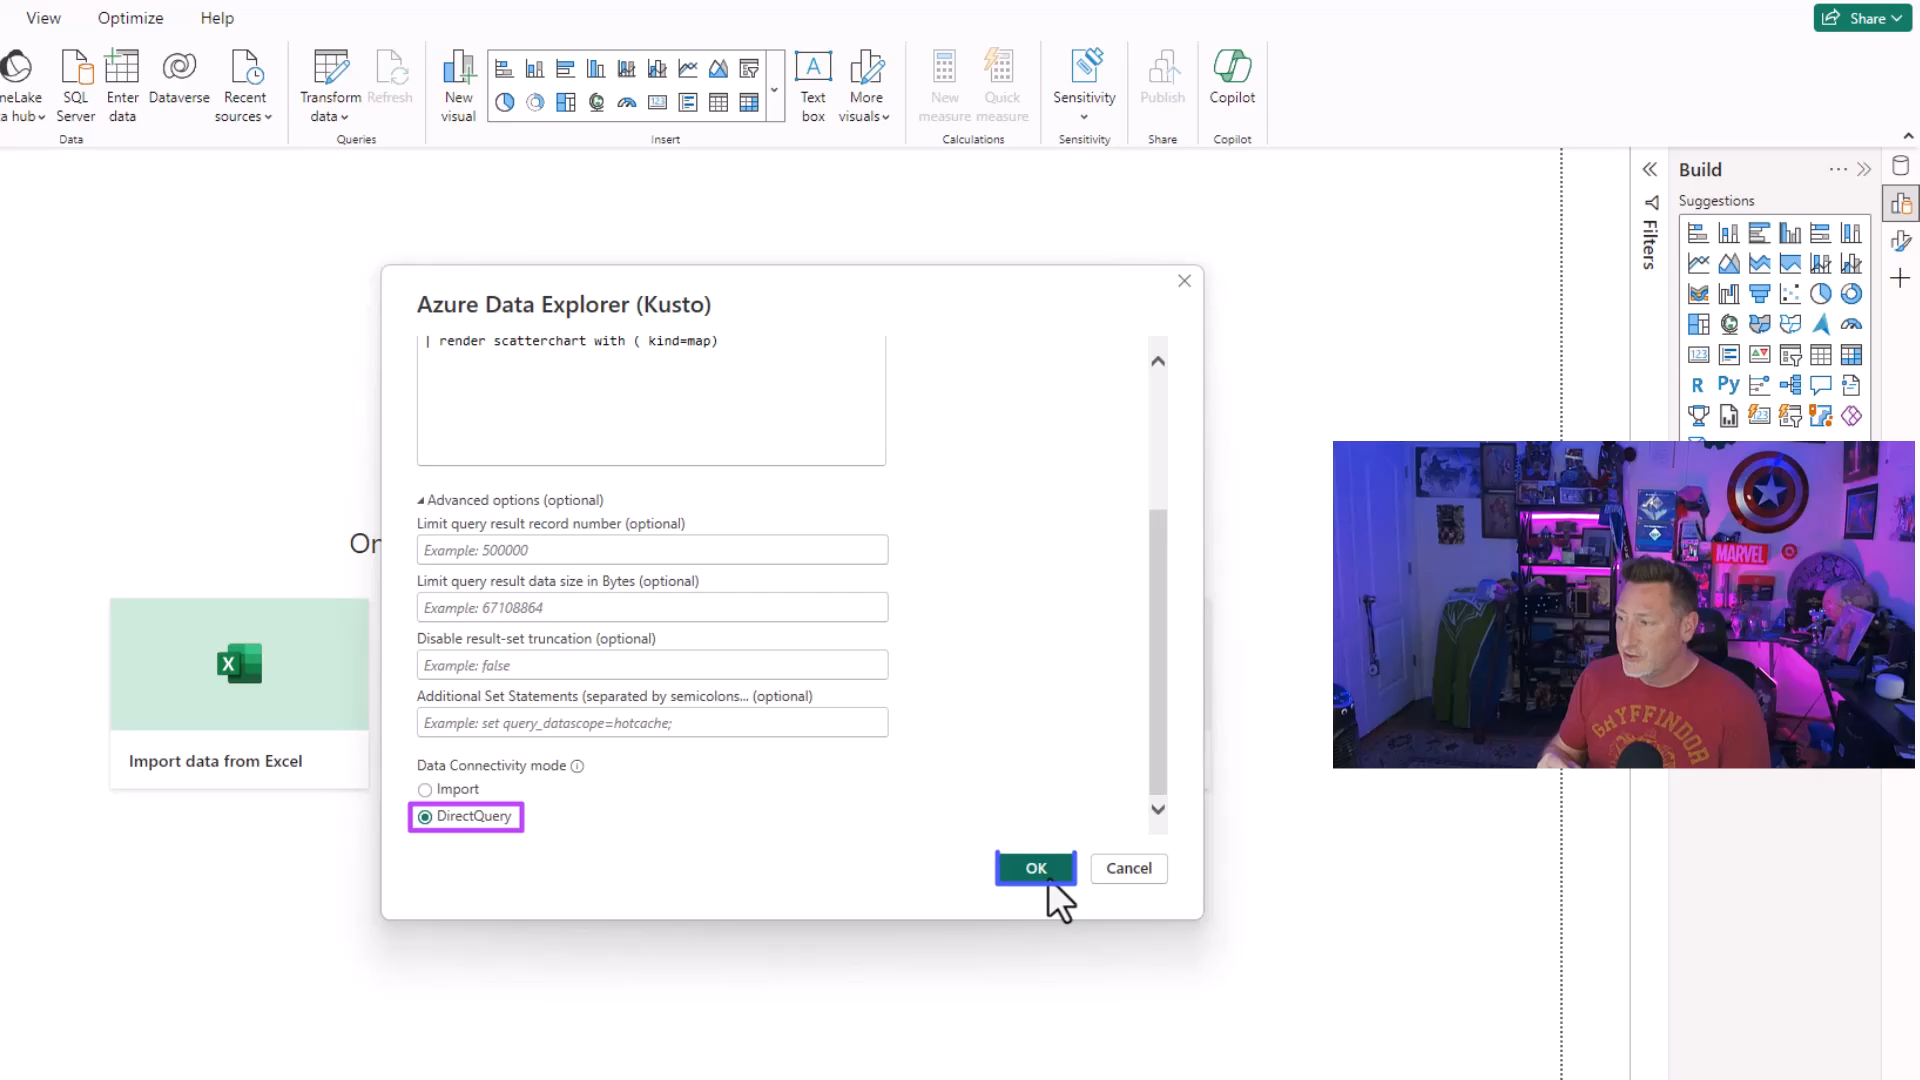 View Optimize Help Share
neLake
a hub
SQL
Server
Enter
data
Dataverse
Recent
sources
Data
Transform
data
Refresh
Queries
New
visual
Text
box
More
visuals
Insert
New
measure
Quick
measure
Calculations
Sensitivity
Sensitivity
Publish
Share
Copilot
Copilot
Build
Suggestions
Filters
Azure Data Explorer (Kusto)
| render scatterchart with ( kind=map)
Advanced options (optional)
Limit query result record number (optional)
Example: 500000
Limit query result data size in Bytes (optional)
Example: 67108864
Disable result-set truncation (optional)
Example: false
Additional Set Statements (separated by semicolons... (optional)
Example: set query_datascope=hotcache;
Data Connectivity mode
Import
DirectQuery
OK Cancel
On
Import data from Excel
R Py
123
MARVEL
GRYFFINDOR